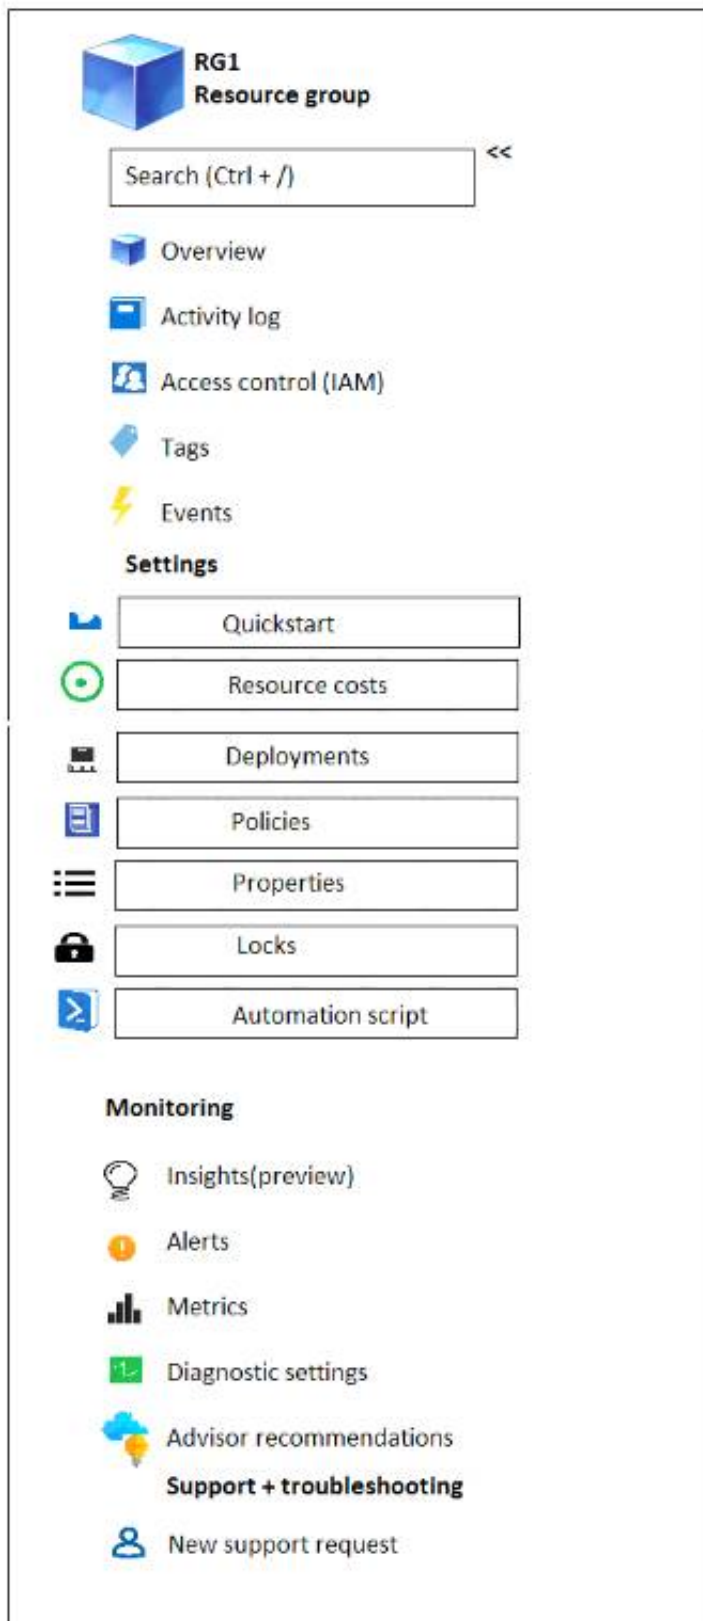 RG1
Resource group
<<
Search (Ctrl + /)
Overview
Activity log
Access control (IAM)
Tags
Events
Settings
Quickstart
Resource costs
Deployments
Policies
Properties
Locks
Automation script
Monitoring
Insights(preview)
Alerts
Metrics
Diagnostic settings
Advisor recommendations
Support + troubleshooting
New support request